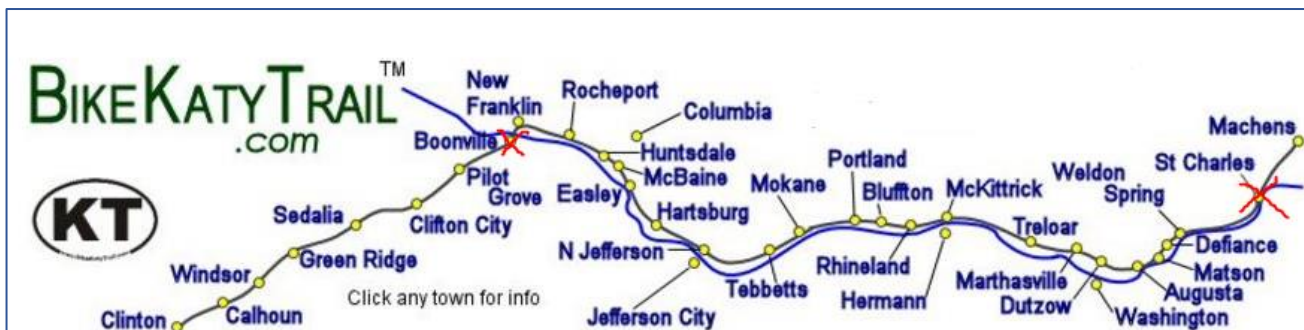 BIKEKATYTRAIL TM
.com
KT
New
Franklin
Boonville
Rocheport
Columbia
Huntsdale
McBaine
Easley
Hartsburg
Pilot
Grove
Clifton City
Sedalia
Green Ridge
Windsor
Calhoun
Clinton
Click any town for info
N Jefferson
Jefferson City
Tebbetts
Mokane
Portland
Bluffton
Rhineland
McKittrick
Hermann
Treloar
Marthasville
Dutzow
Washington
Augusta
Matson
Defiance
Weldon
Spring
St Charles
Machens